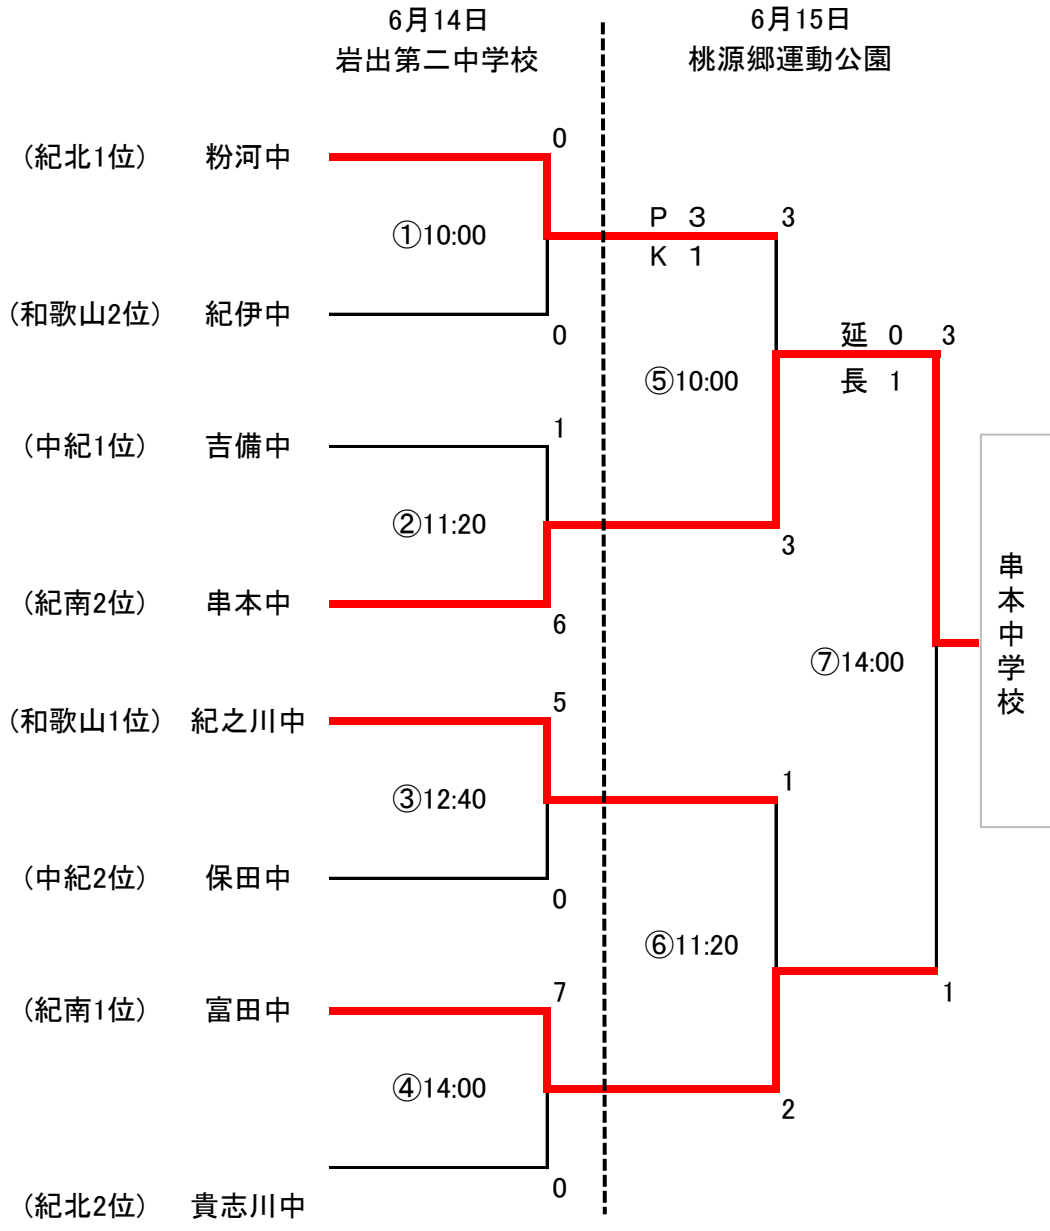 6月14日
岩出第二中学校
6月15日
桃源郷運動公園
0
(紀北1位) 粉河中
①10:00
P 3
K 1
3
(和歌山2位) 紀伊中
0
延 0
長 1
3
⑤10:00
(中紀1位) 吉備中
1
②11:20
3
(紀南2位) 串本中
6
串本中学校
⑦14:00
(和歌山1位) 紀之川中
5
③12:40
1
(中紀2位) 保田中
0
⑥11:20
(紀南1位) 富田中
7
1
④14:00
2
(紀北2位) 貴志川中
0